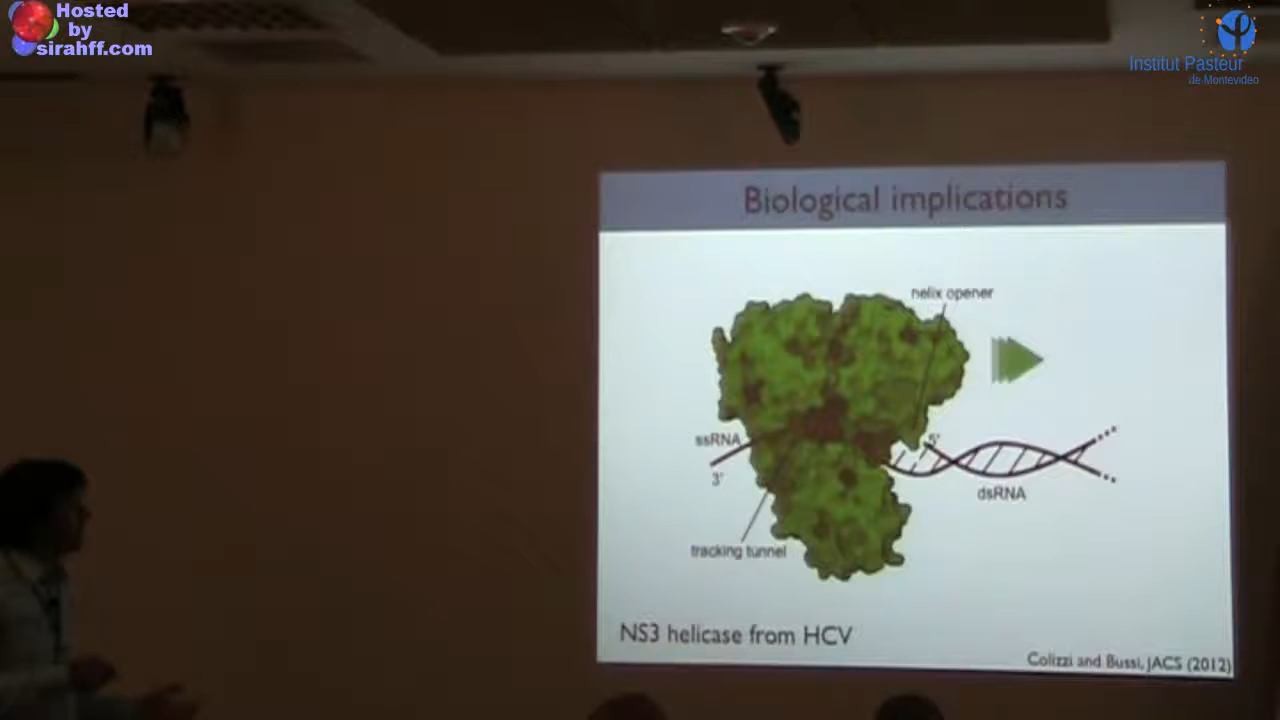 Hosted
by
sirahff.com
Institut Pasteur
de Montevideo
Biological implications
helix opener
ssRNA
5'
3'
dsRNA
tracking tunnel
NS3 helicase from HCV
Colizzi and Bussi, JACS (2012)